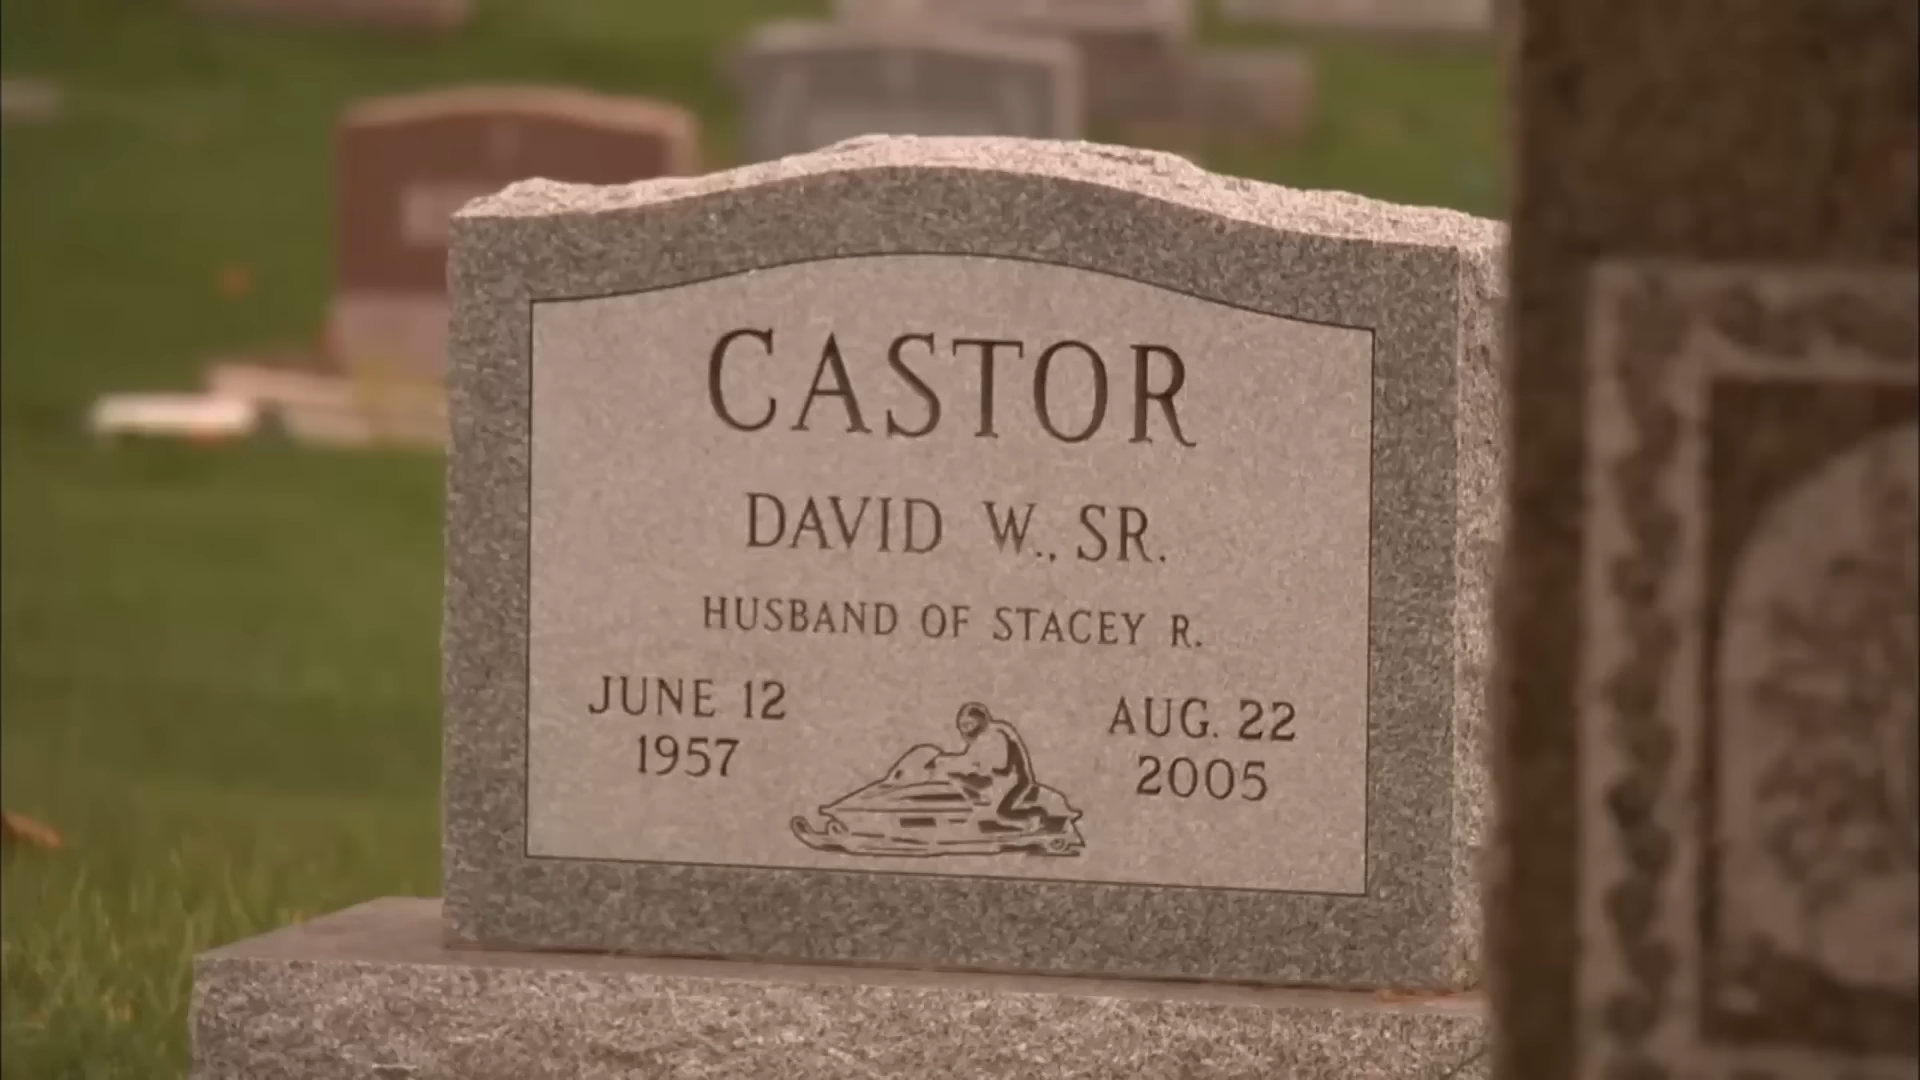 CASTOR
DAVID W., SR.
HUSBAND OF STACEY R.
JUNE 12
1957
AUG. 22
2005